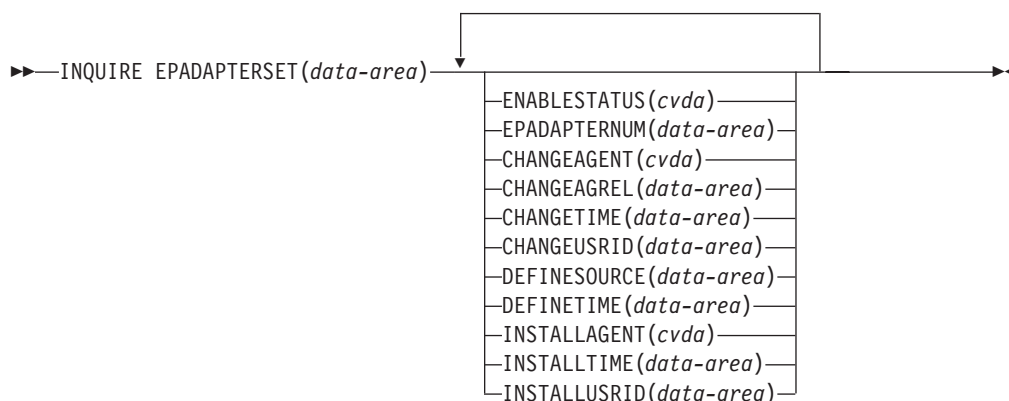 INQUIRE EPADAPTERSET(data-area)
ENABLESTATUS(cvda)
EPADAPTERNUM(data-area)
CHANGEAGENT(cvda)
CHANGEAGREL(data-area)
CHANGETIME(data-area)
CHANGEUSRID(data-area)
DEFINESOURCE(data-area)
DEFINETIME(data-area)
INSTALLAGENT(cvda)
INSTALLTIME(data-area)
INSTALLUSRID(data-area)